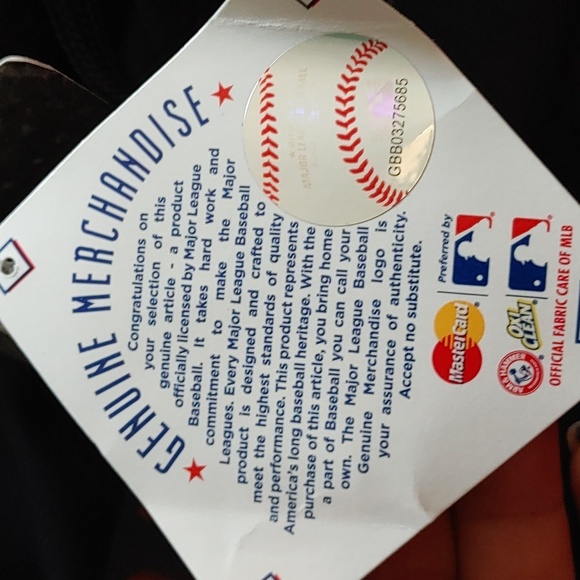 GENUINE MERCHANDISE
Congratulations on
your selection of this
genuine article - a product
officially licensed by Major League
Baseball. It takes hard work and
commitment to make the Major
Leagues. Every Major League Baseball
product is designed and crafted to
meet the highest standards of quality
and performance. This product represents
America's long baseball heritage. With the
purchase of this article, you bring home
a part of Baseball you can call your
own. The Major League Baseball
Genuine Merchandise logo is
your assurance of authenticity.
Accept no substitute.
GBB03275685
Preferred by
MasterCard
ARM & HAMMER
OXI CLEAN
OFFICIAL FABRIC CARE OF MLB